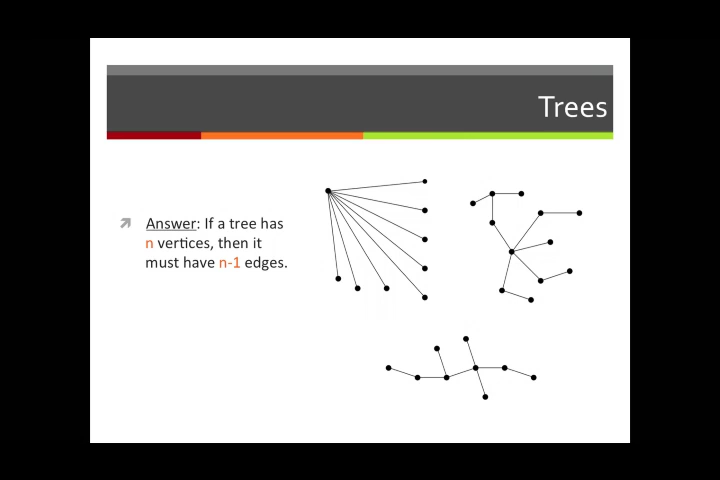 Trees
Answer: If a tree has
n vertices, then it
must have n-1 edges.